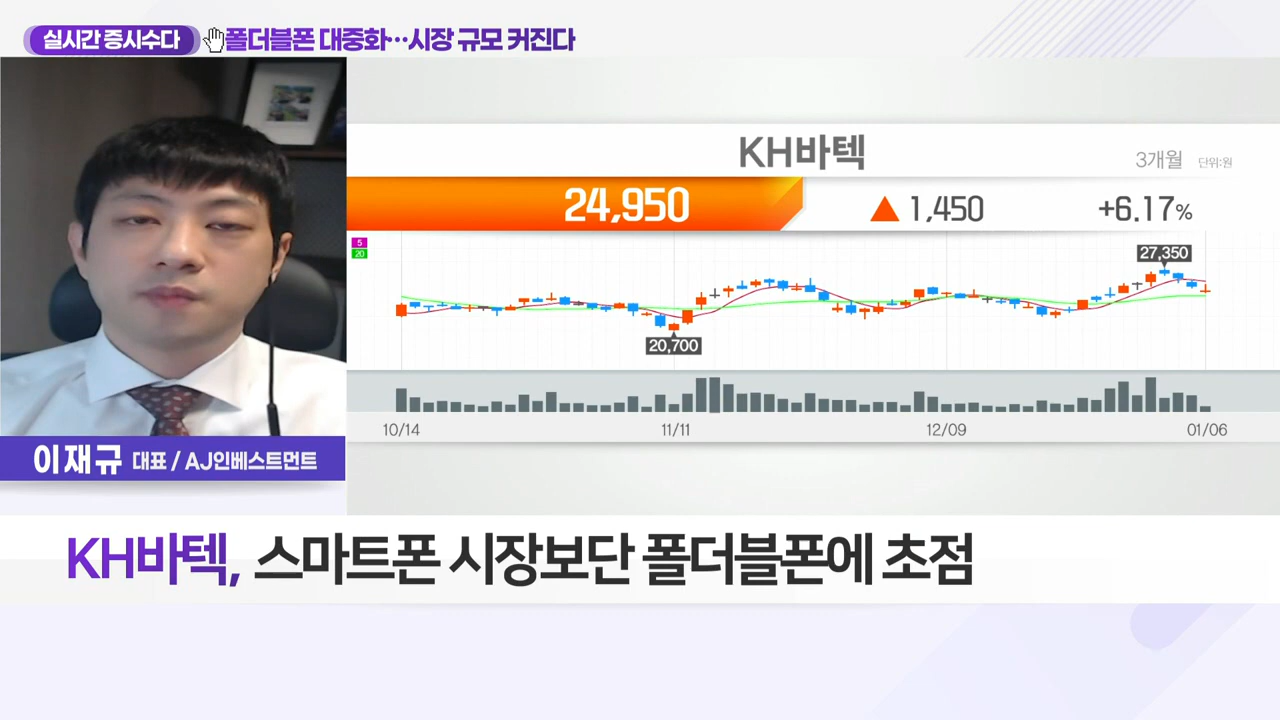 실시간 증시수다 폴더블폰 대중화…시장 규모 커진다
KH바텍
3개월 단위:원
24,950 ▲ 1,450 +6.17%
5
20
27,350
20,700
10/14 11/11 12/09 01/06
이재규 대표 / AJ인베스트먼트
KH바텍, 스마트폰 시장보단 폴더블폰에 초점